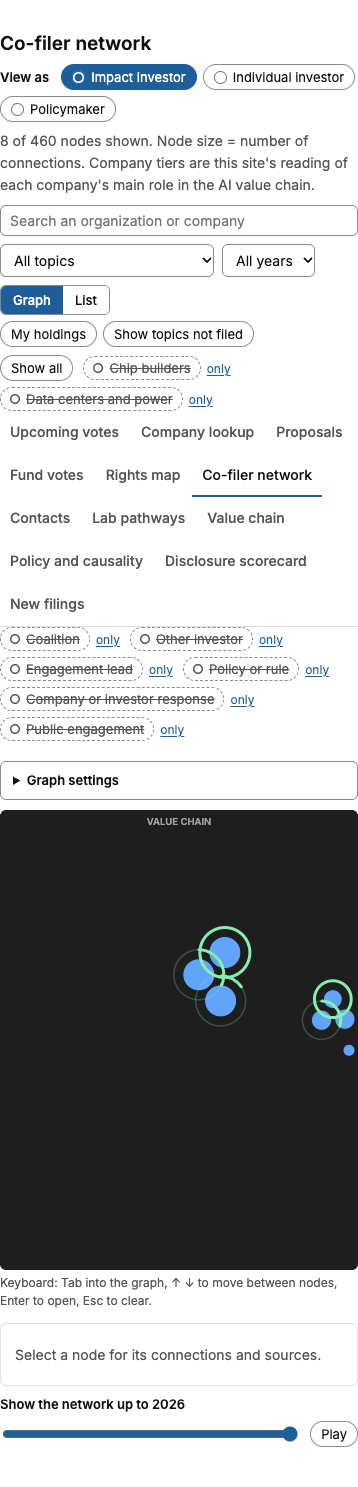 Co-filer network
View as Impact investor Individual investor
Policymaker
8 of 460 nodes shown. Node size = number of
connections. Company tiers are this site's reading of
each company's main role in the AI value chain.
Search an organization or company
All topics All years
Graph List
My holdings Show topics not filed
Show all Chip builders only
Data centers and power only
Upcoming votes Company lookup Proposals
Fund votes Rights map Co-filer network
Contacts Lab pathways Value chain
Policy and causality Disclosure scorecard
New filings
Coalition only Other investor only
Engagement lead only Policy or rule only
Company or Investor response only
Public engagement only
Graph settings
VALUE CHAIN
Keyboard: Tab into the graph, ↑ ↓ to move between nodes,
Enter to open, Esc to clear.
Select a node for its connections and sources.
Show the network up to 2026
Play